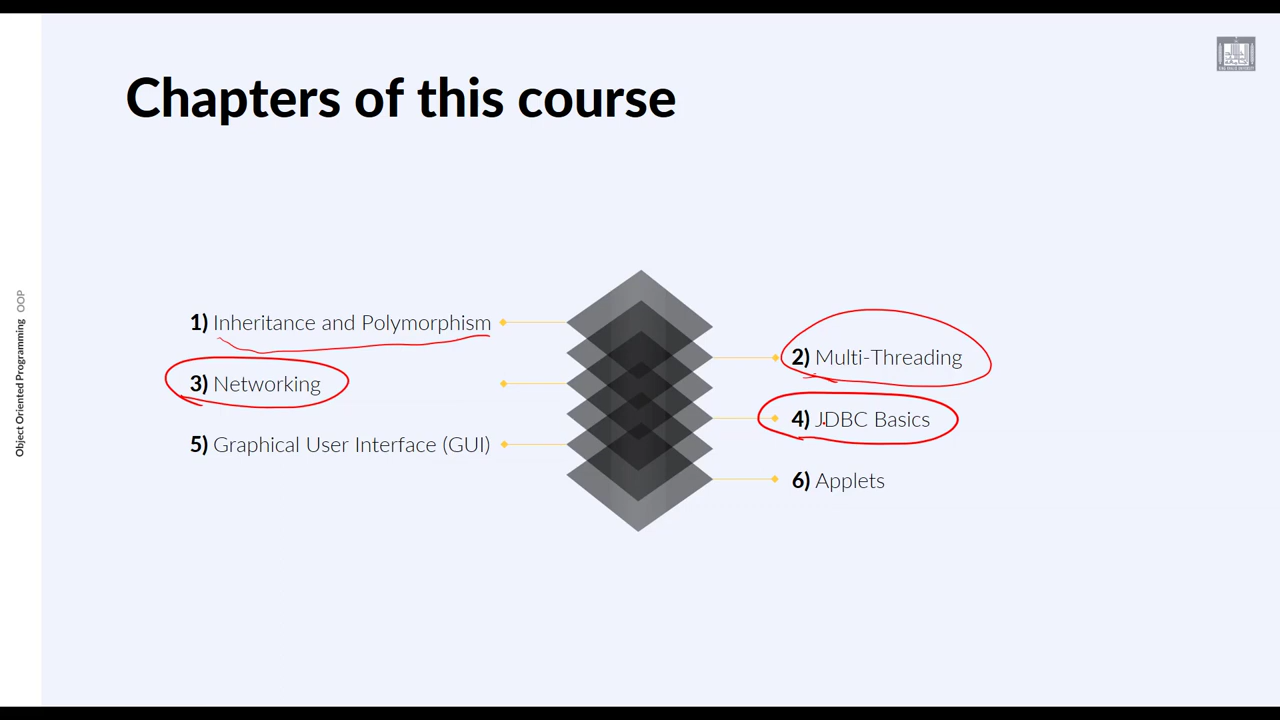 Chapters of this course
1) Inheritance and Polymorphism
2) Multi-Threading
3) Networking
4) JDBC Basics
5) Graphical User Interface (GUI)
6) Applets
Object Oriented Programming OOP